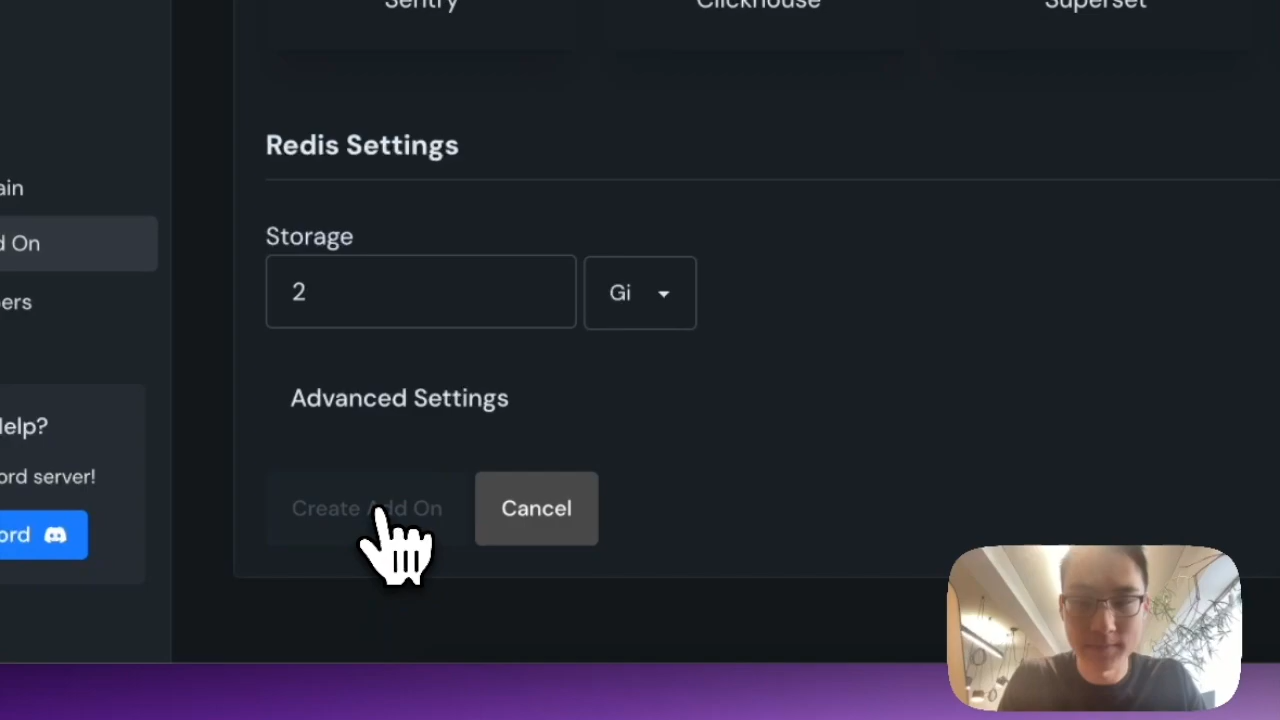 Sentry
Clickhouse
Superset
Redis Settings
ain
d On
ers
Storage
2
Gi
Advanced Settings
Help?
ord server!
ord
Create Add On
Cancel